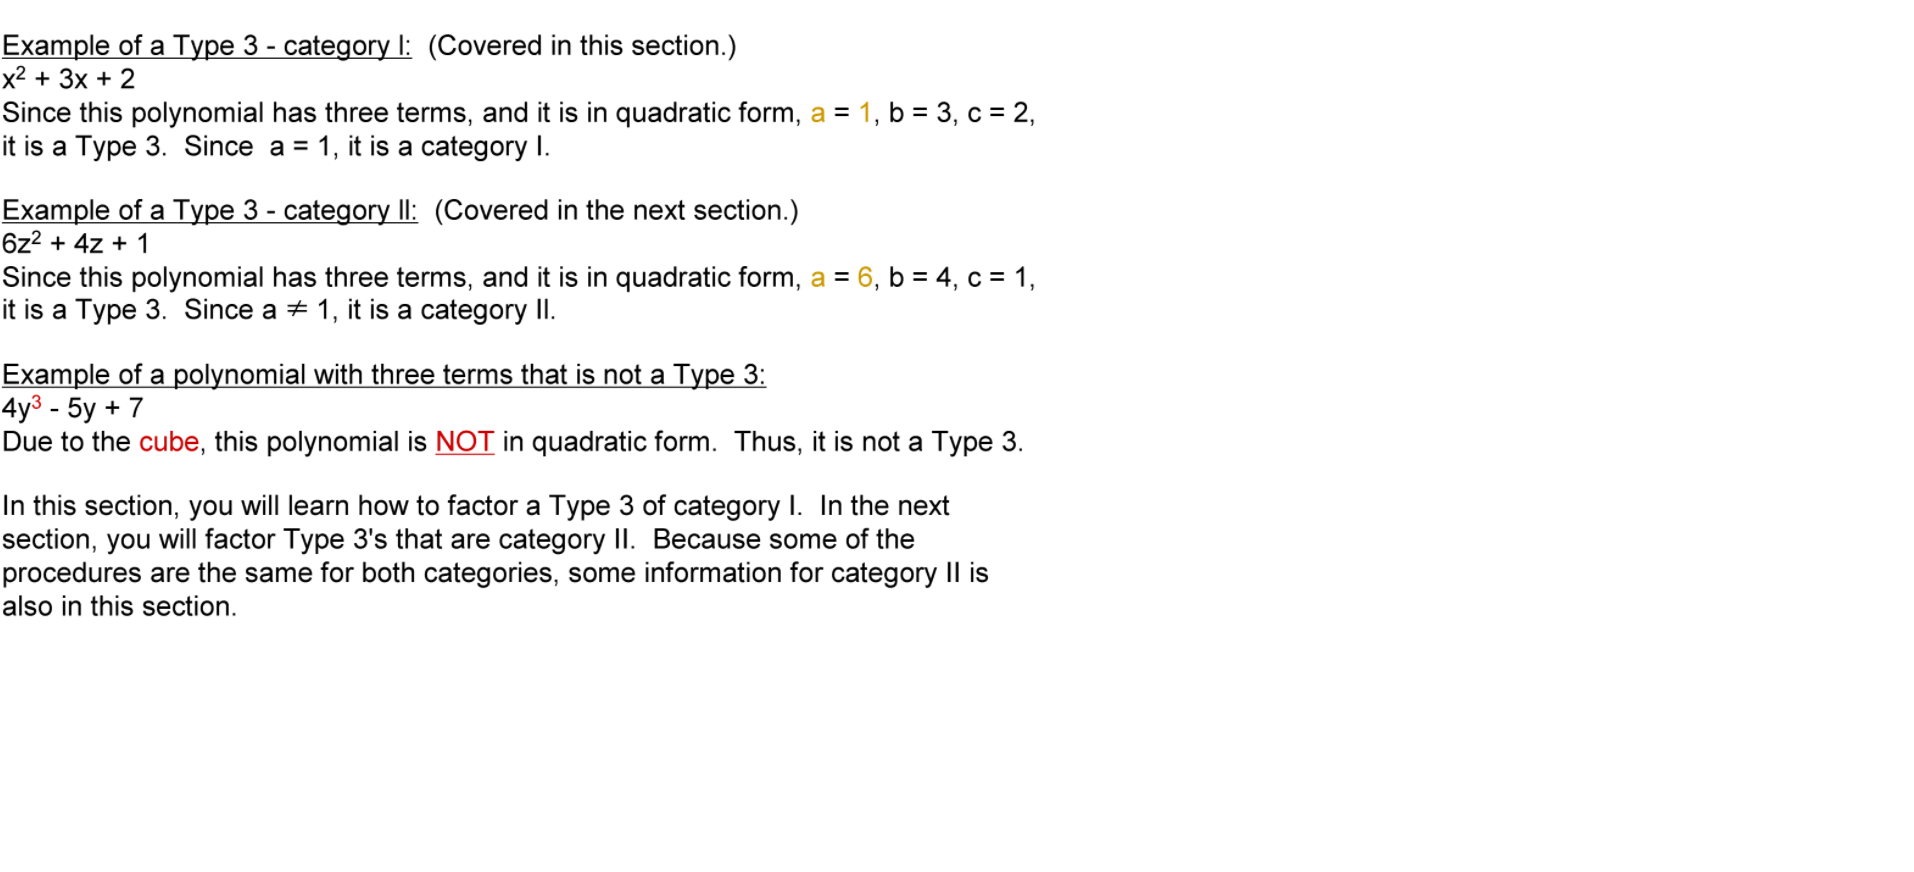 Example of a Type 3 - category I:  (Covered in this section.)
x² + 3x + 2
Since this polynomial has three terms, and it is in quadratic form, a = 1, b = 3, c = 2,
it is a Type 3.  Since  a = 1, it is a category I.
Example of a Type 3 - category II:  (Covered in the next section.)
6z² + 4z + 1
Since this polynomial has three terms, and it is in quadratic form, a = 6, b = 4, c = 1,
it is a Type 3.  Since a ≠ 1, it is a category II.
Example of a polynomial with three terms that is not a Type 3:
4y³ - 5y + 7
Due to the cube, this polynomial is NOT in quadratic form.  Thus, it is not a Type 3.
In this section, you will learn how to factor a Type 3 of category I.  In the next
section, you will factor Type 3's that are category II.  Because some of the
procedures are the same for both categories, some information for category II is
also in this section.